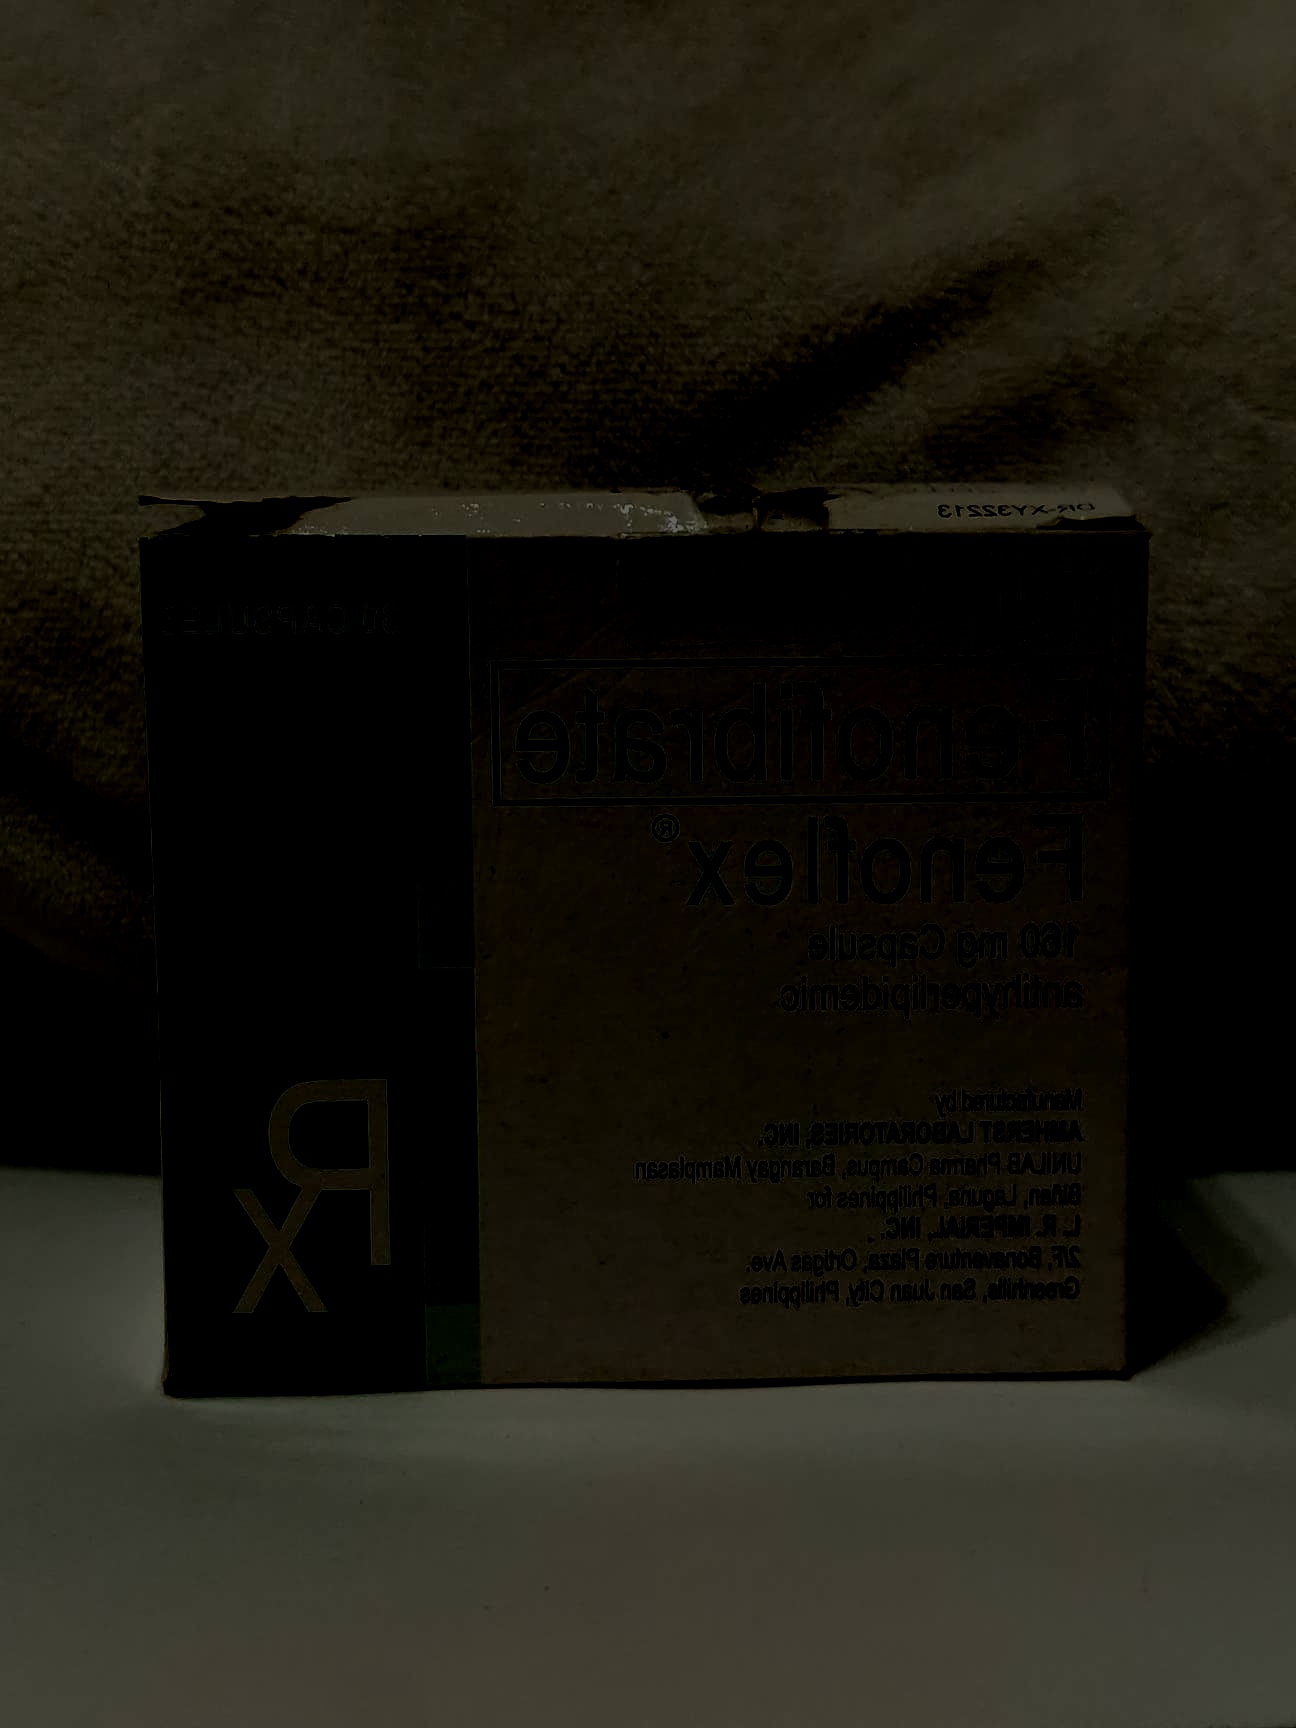 DR-XY32213
30 CAPSULES
Fenofibrate
Fenoflex®
160 mg Capsule
antihyperlipidemic
Manufactured by
AMHERST LABORATORIES, INC.
UNILAB Pharma Campus, Barangay Mamplasan
Biñan, Laguna, Philippines for
L. R. IMPERIAL, INC.
2/F, Bonaventure Plaza, Ortigas Ave.
Greenhills, San Juan City, Philippines
Rx